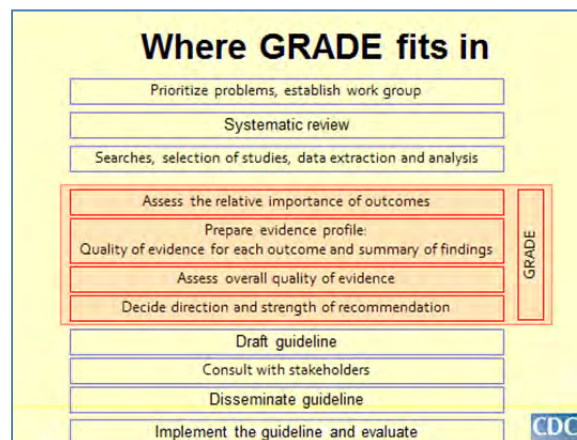 Where GRADE fits in
Prioritize problems, establish work group
Systematic review
Searches, selection of studies, data extraction and analysis
Assess the relative importance of outcomes
Prepare evidence profile:
Quality of evidence for each outcome and summary of findings
Assess overall quality of evidence
Decide direction and strength of recommendation
GRADE
Draft guideline
Consult with stakeholders
Disseminate guideline
Implement the guideline and evaluate
CDC